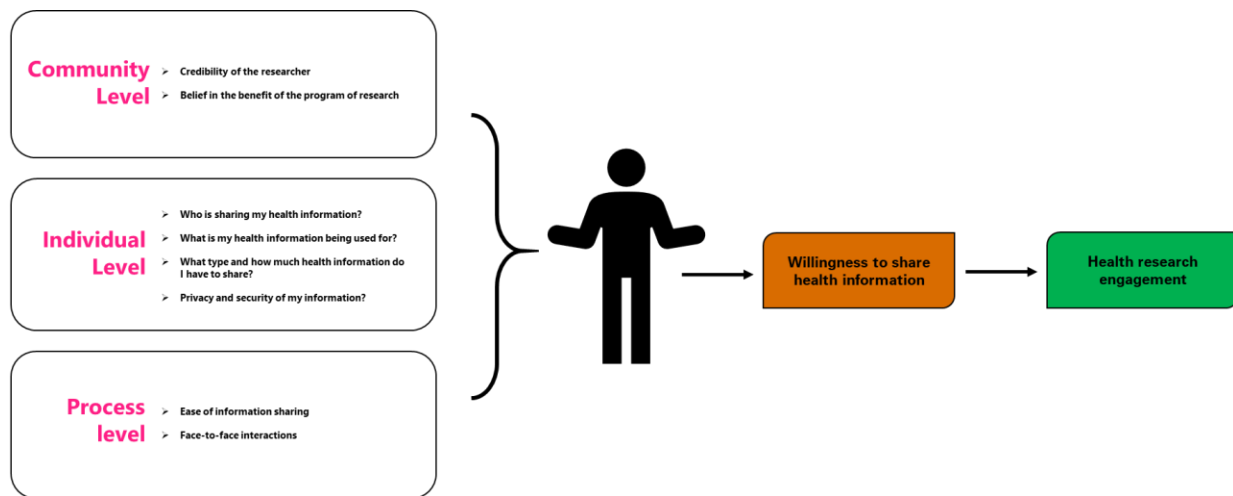 Community
Level
➢ Credibility of the researcher
➢ Belief in the benefit of the program of research
Individual
Level
➢ Who is sharing my health information?
➢ What is my health information being used for?
➢ What type and how much health information do
I have to share?
➢ Privacy and security of my information?
Process
level
➢ Ease of information sharing
➢ Face-to-face interactions
Willingness to share
health information
Health research
engagement